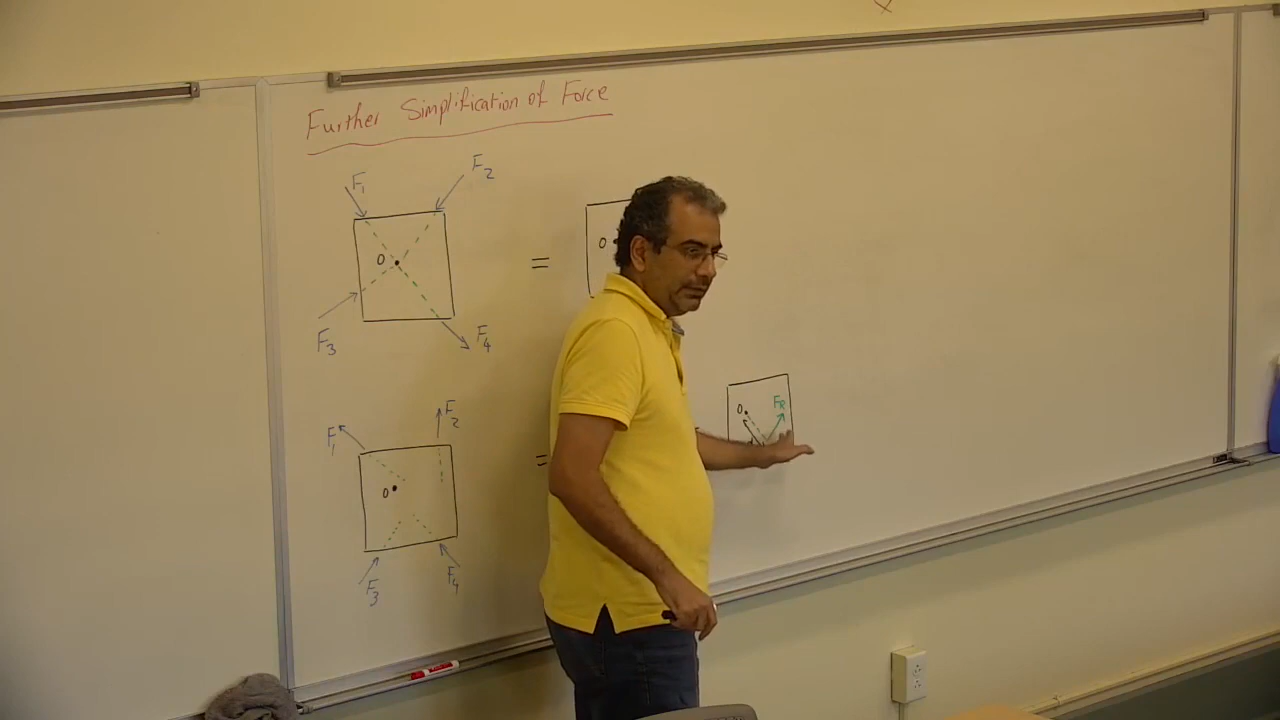 Further Simplification of Force
F1
F2
O
=
O
F3
F4
F1
F2
O
=
O
FR
F3
F4